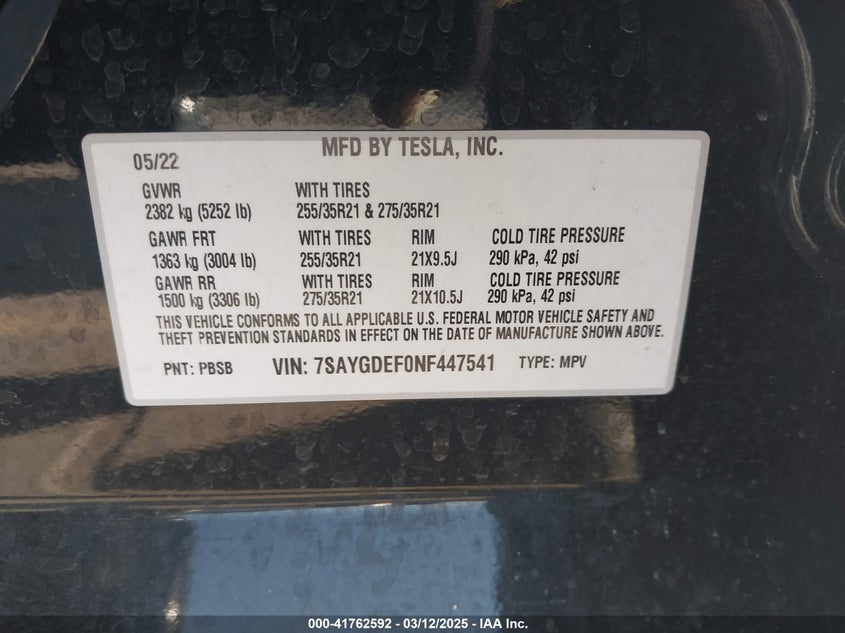 MFD BY TESLA, INC.
05/22
GVWR WITH TIRES
2382 kg (5252 lb) 255/35R21 & 275/35R21
GAWR FRT WITH TIRES RIM COLD TIRE PRESSURE
1363 kg (3004 lb) 255/35R21 21X9.5J 290 kPa, 42 psi
GAWR RR WITH TIRES RIM COLD TIRE PRESSURE
1500 kg (3306 lb) 275/35R21 21X10.5J 290 kPa, 42 psi
THIS VEHICLE CONFORMS TO ALL APPLICABLE U.S. FEDERAL MOTOR VEHICLE SAFETY AND
THEFT PREVENTION STANDARDS IN EFFECT ON THE DATE OF MANUFACTURE SHOWN ABOVE.
PNT: PBSB VIN: 7SAYGDEF0NF447541 TYPE: MPV
000-41762592 - 03/12/2025 - IAA Inc.